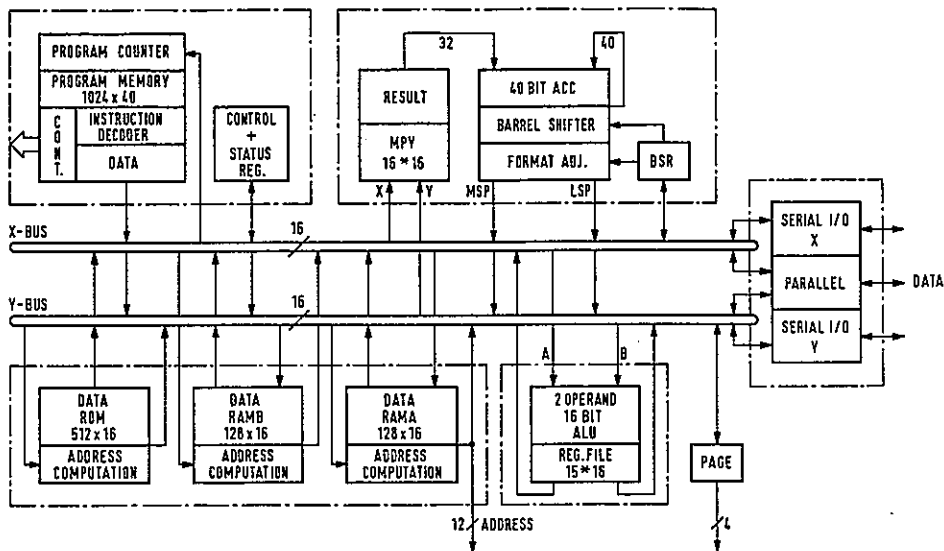 PROGRAM COUNTER
PROGRAM MEMORY
1024 x 40
CONT.
INSTRUCTION
DECODER
DATA
CONTROL
+
STATUS
REG.
32
40
RESULT
MPY
16 * 16
X
Y
40 BIT ACC
BARREL SHIFTER
FORMAT ADJ.
BSR
MSP
LSP
X-BUS
16
Y-BUS
16
SERIAL I/O
X
PARALLEL
SERIAL I/O
Y
DATA
DATA
ROM
512 x 16
ADDRESS
COMPUTATION
DATA
RAMB
128 x 16
ADDRESS
COMPUTATION
DATA
RAMA
128 x 16
ADDRESS
COMPUTATION
A
B
2 OPERAND
16 BIT
ALU
REG. FILE
15 * 16
PAGE
12
ADDRESS
4